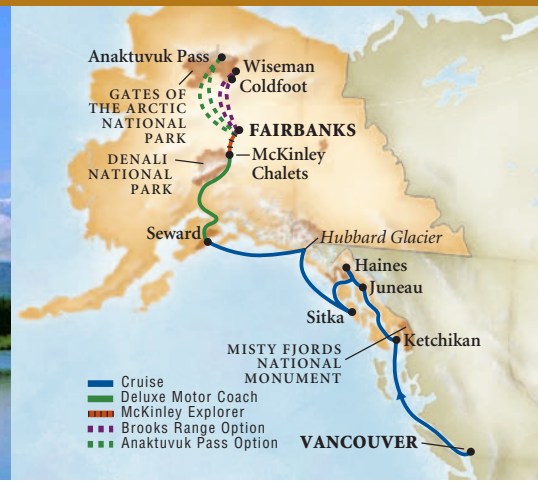 Anaktuvuk Pass
Wiseman
Coldfoot
GATES OF
THE ARCTIC
NATIONAL
PARK
FAIRBANKS
DENALI
NATIONAL
PARK
McKinley
Chalets
Seward
Hubbard Glacier
Haines
Juneau
Sitka
Ketchikan
MISTY FJORDS
NATIONAL
MONUMENT
Cruise
Deluxe Motor Coach
McKinley Explorer
Brooks Range Option
Anaktuvuk Pass Option
VANCOUVER